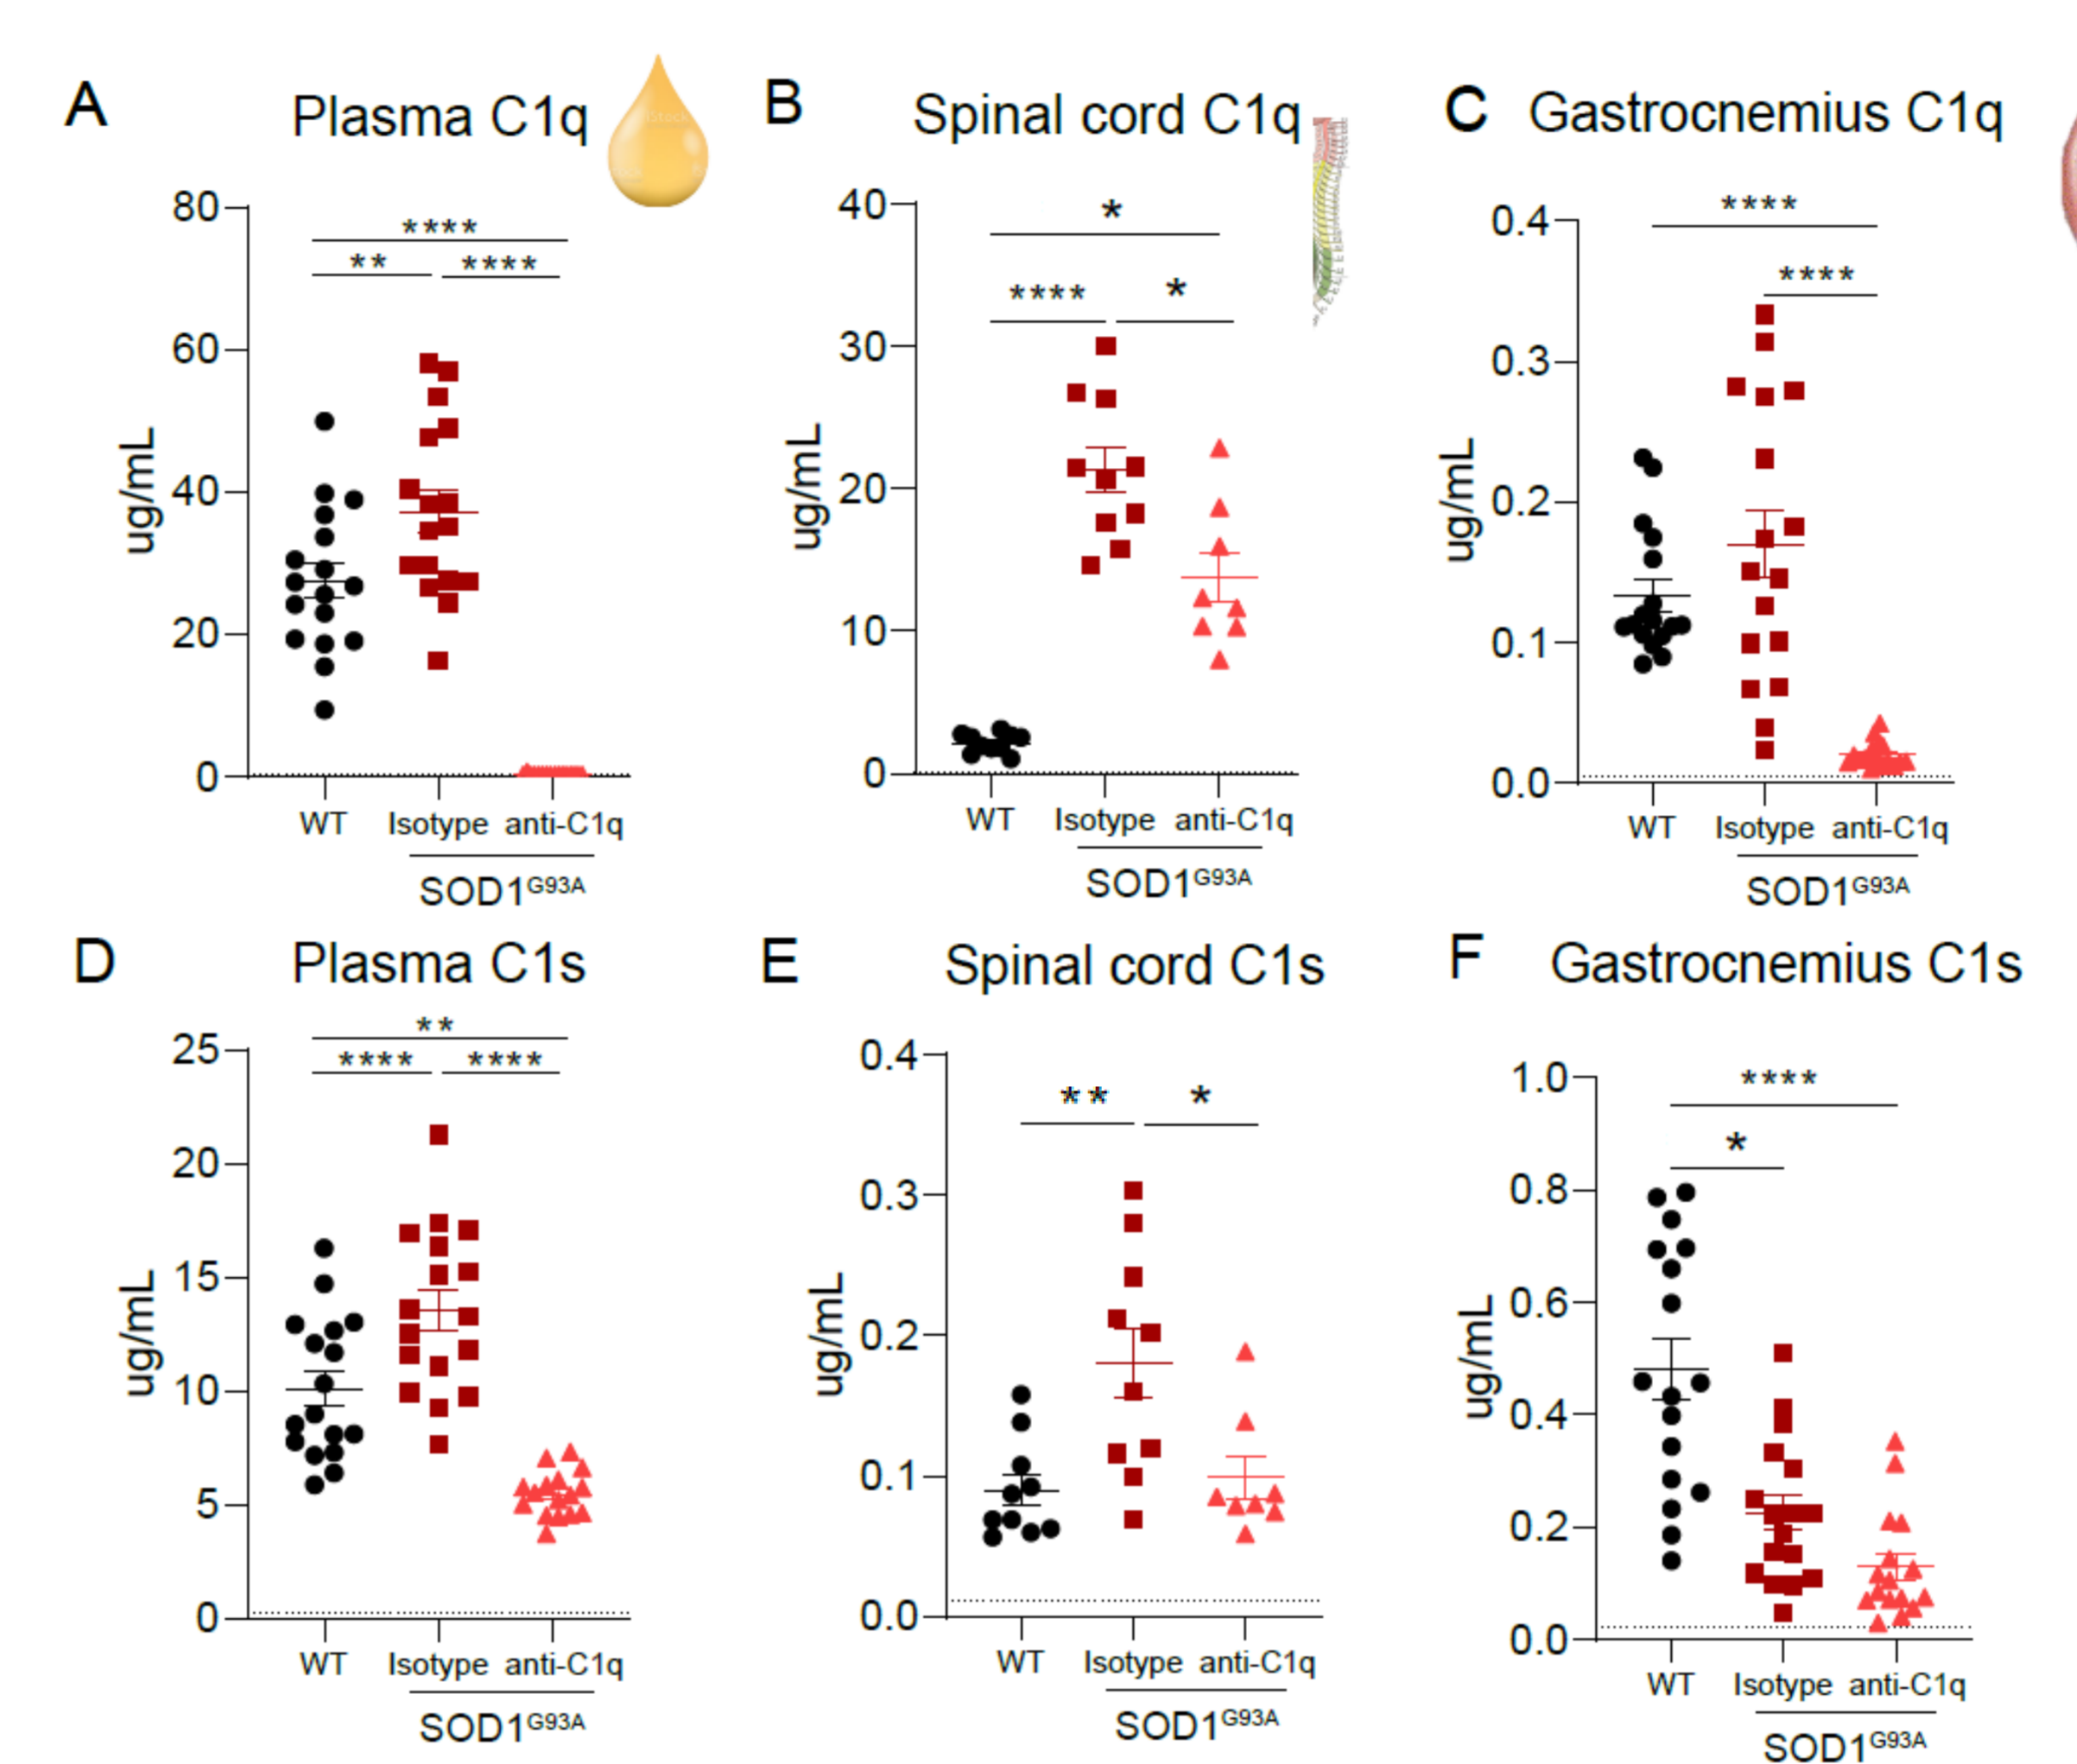 A
Plasma C1q
iStock
80
60
40
20
0
ug/mL
****
** ****
WT Isotype anti-C1q
SOD1G93A
B
Spinal cord C1q
40
30
20
10
0
ug/mL
*
**** *
WT Isotype anti-C1q
SOD1G93A
C
Gastrocnemius C1q
0.4
0.3
0.2
0.1
0.0
ug/mL
****
****
WT Isotype anti-C1q
SOD1G93A
D
Plasma C1s
25
20
15
10
5
0
ug/mL
**
**** ****
WT Isotype anti-C1q
SOD1G93A
E
Spinal cord C1s
0.4
0.3
0.2
0.1
0.0
ug/mL
** *
WT Isotype anti-C1q
SOD1G93A
F
Gastrocnemius C1s
1.0
0.8
0.6
0.4
0.2
0.0
ug/mL
****
*
WT Isotype anti-C1q
SOD1G93A